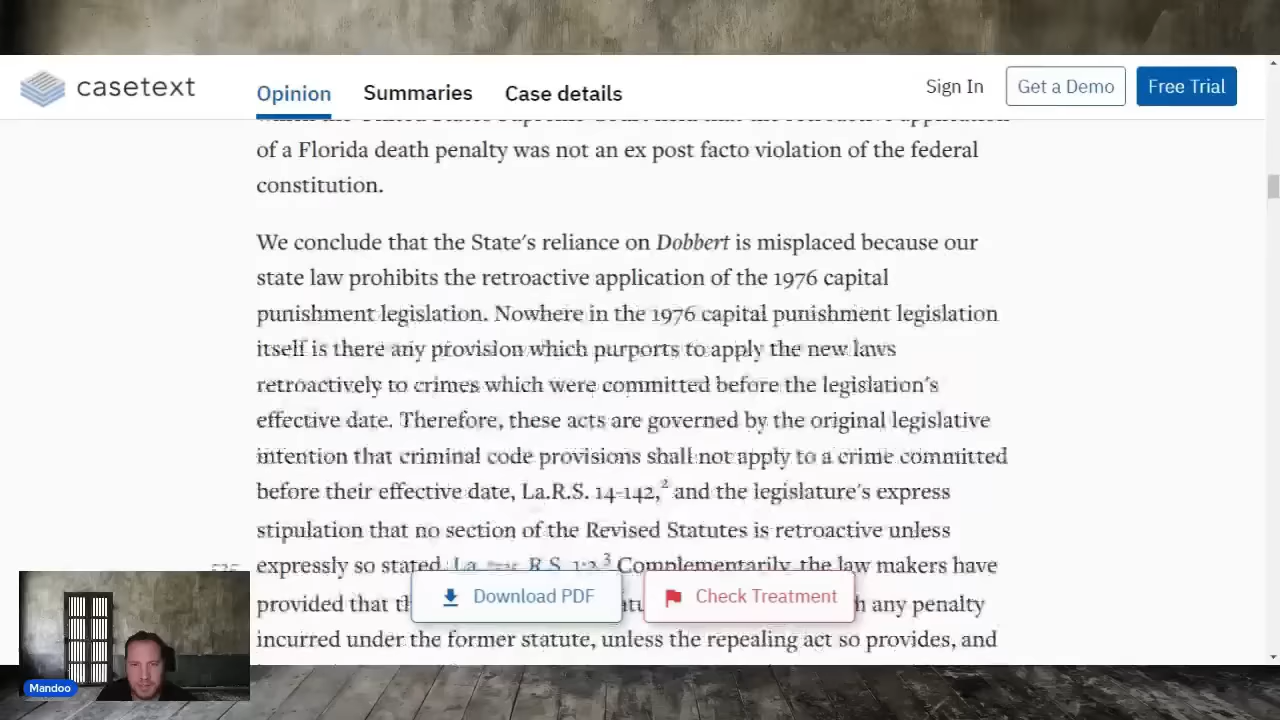 casetext
Opinion
Summaries
Case details
Sign In
Get a Demo
Free Trial
of a Florida death penalty was not an ex post facto violation of the federal
constitution.
We conclude that the State's reliance on Dobbert is misplaced because our
state law prohibits the retroactive application of the 1976 capital
punishment legislation. Nowhere in the 1976 capital punishment legislation
itself is there any provision which purports to apply the new laws
retroactively to crimes which were committed before the legislation's
effective date. Therefore, these acts are governed by the original legislative
intention that criminal code provisions shall not apply to a crime committed
before their effective date, La.R.S. 14-142,2 and the legislature's express
stipulation that no section of the Revised Statutes is retroactive unless
expressly so stated, La. R.S. 1:2.3 Complementarily, the law makers have
provided that
any penalty
incurred under the former statute, unless the repealing act so provides, and
Download PDF
Check Treatment
Mandoo